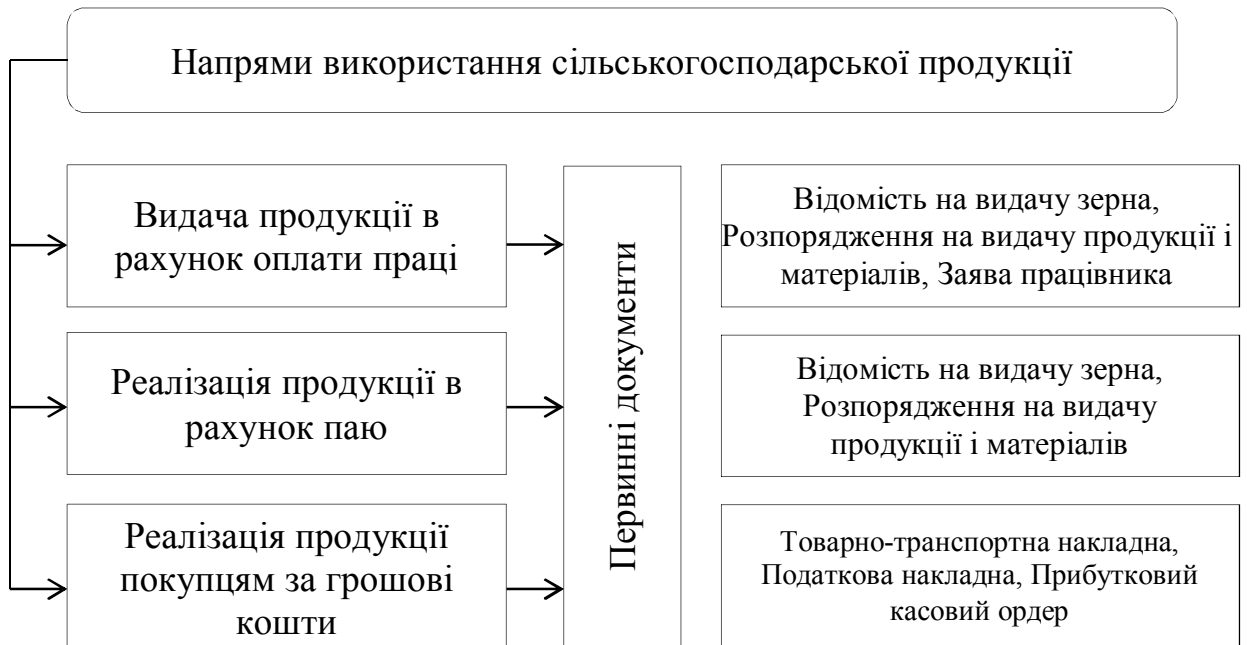 Напрями використання сільськогосподарської продукції
Видача продукції в
рахунок оплати праці
Реалізація продукції в
рахунок паю
Реалізація продукції
покупцям за грошові
кошти
Первинні документи
Відомість на видачу зерна,
Розпорядження на видачу продукції і
матеріалів, Заява працівника
Відомість на видачу зерна,
Розпорядження на видачу
продукції і матеріалів
Товарно-транспортна накладна,
Податкова накладна, Прибутковий
касовий ордер